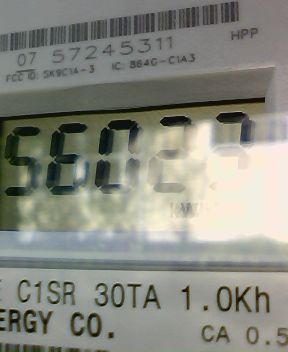 07 57245311
HPP
FCC ID: SK9C1A-3 IC: 864G-C1A3
56029
C1SR 30TA 1.0Kh
ERGY CO.
CA 0.5